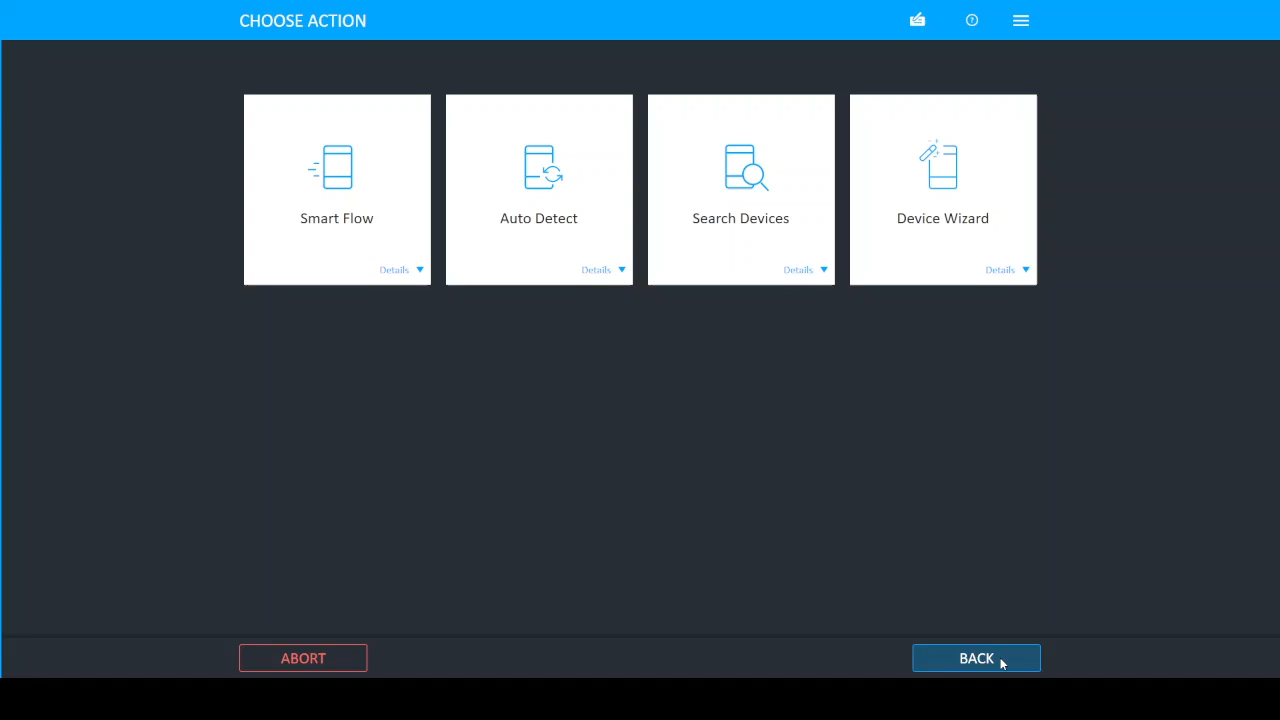 CHOOSE ACTION
Smart Flow
Auto Detect
Search Devices
Device Wizard
Details
Details
Details
Details
ABORT
BACK